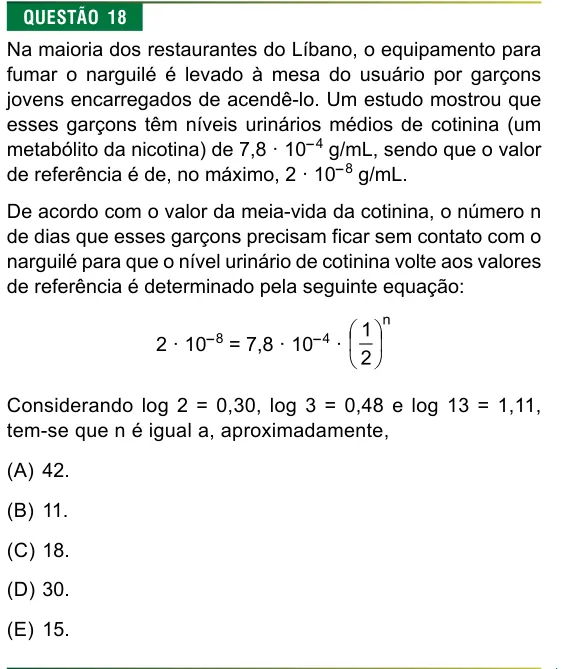 QUESTÃO 18
Na maioria dos restaurantes do Líbano, o equipamento para
fumar o narguilé é levado à mesa do usuário por garçons
jovens encarregados de acendê-lo. Um estudo mostrou que
esses garçons têm níveis urinários médios de cotinina (um
metabólito da nicotina) de 7,8 · 10⁻⁴ g/mL, sendo que o valor
de referência é de, no máximo, 2 · 10⁻⁸ g/mL.
De acordo com o valor da meia-vida da cotinina, o número n
de dias que esses garçons precisam ficar sem contato com o
narguilé para que o nível urinário de cotinina volte aos valores
de referência é determinado pela seguinte equação:
2 · 10⁻⁸ = 7,8 · 10⁻⁴ · (1/2)ⁿ
Considerando log 2 = 0,30, log 3 = 0,48 e log 13 = 1,11,
tem-se que n é igual a, aproximadamente,
(A) 42.
(B) 11.
(C) 18.
(D) 30.
(E) 15.